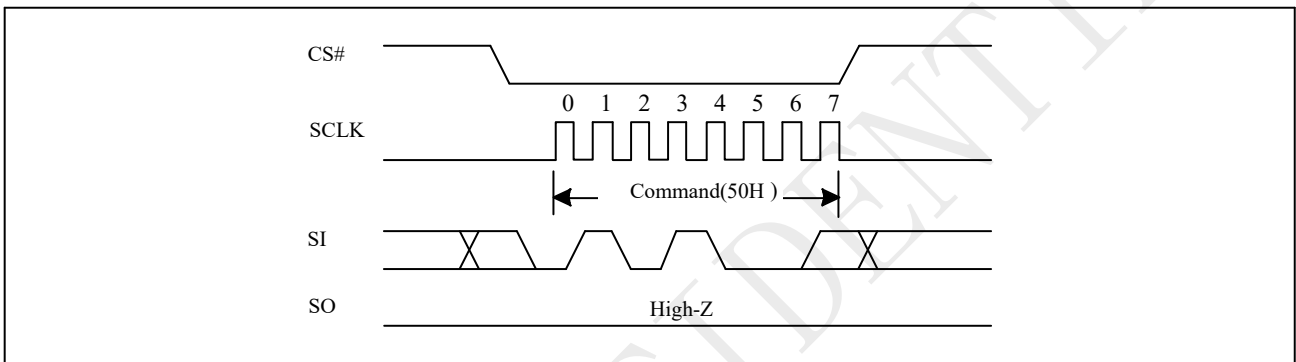 CS#
0 1 2 3 4 5 6 7
SCLK
Command(50H )
SI
SO High-Z